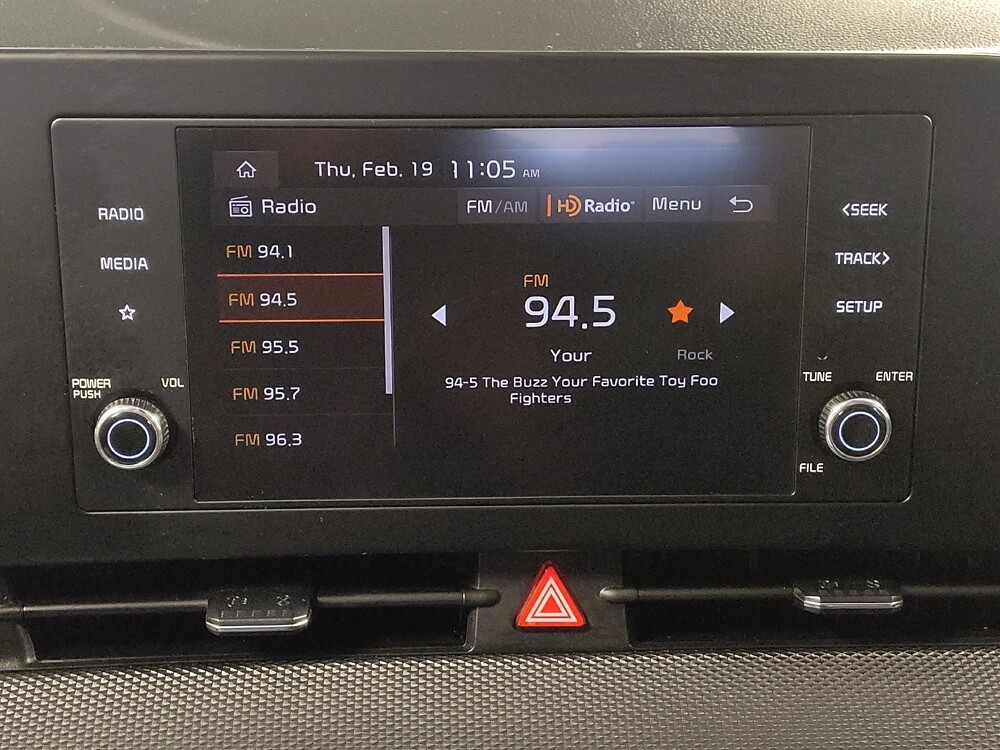 Thu, Feb. 19 11:05 AM
Radio
FM/AM
HD Radio
Menu
FM 94.1
FM 94.5
FM 95.5
FM 95.7
FM 96.3
FM
94.5
Your
Rock
94-5 The Buzz Your Favorite Toy Foo
Fighters
RADIO
MEDIA
POWER
PUSH
VOL
<SEEK
TRACK>
SETUP
TUNE
ENTER
FILE